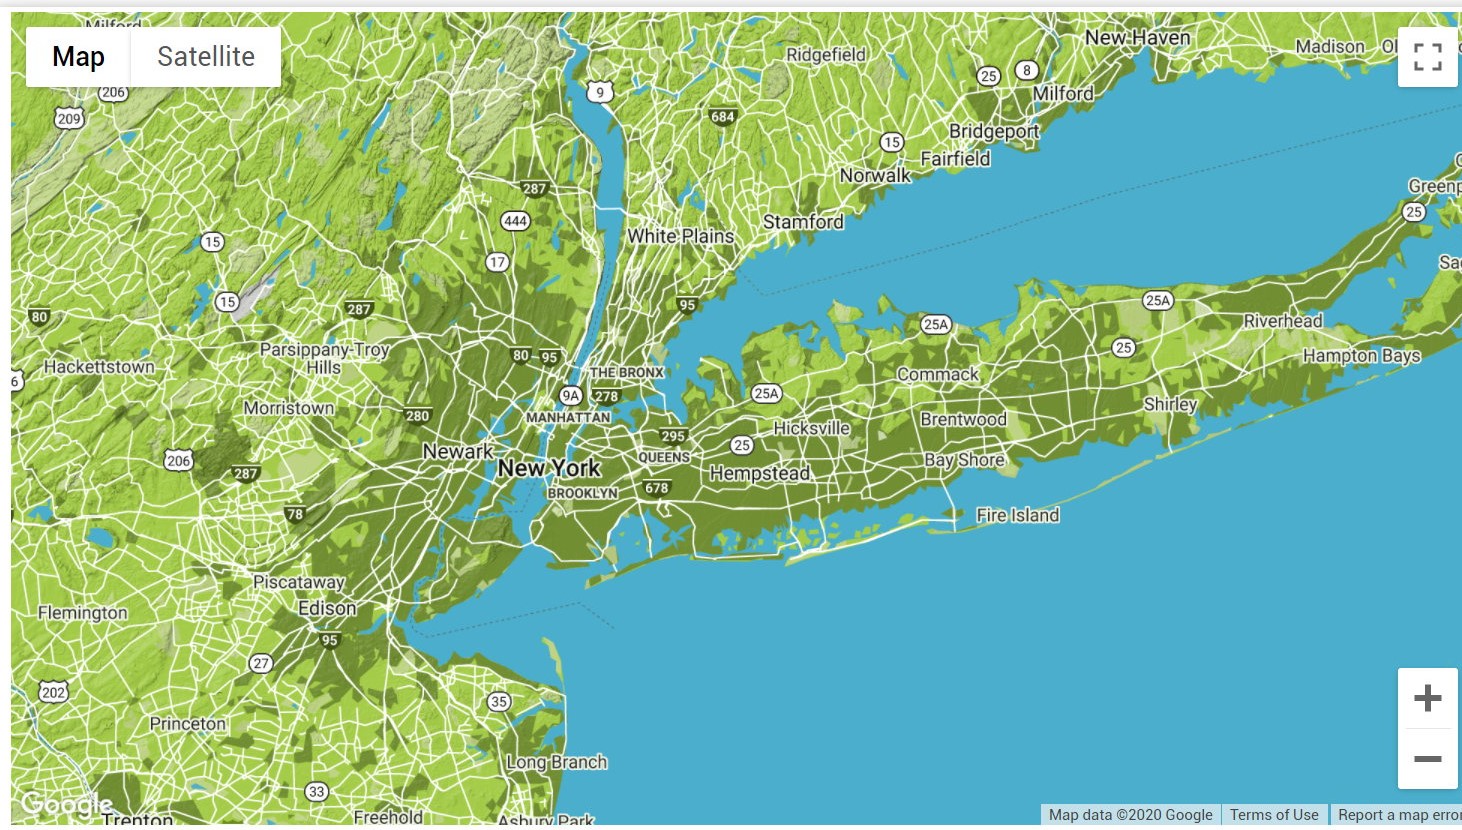 Milford
Map
Satellite
New Haven
Ridgefield
Madison
Ol
206
209
9
25
8
Milford
684
Bridgeport
15
Fairfield
Norwalk
287
Greenp
444
25
15
White Plains
Stamford
17
Sa
15
80
287
95
25A
25A
Riverhead
25
Parsippany-Troy
Hills
80
95
Hackettstown
THE BRONX
Hampton Bays
6
Commack
9A
278
25A
Morristown
280
MANHATTAN
Shirley
Brentwood
Hicksville
295
25
Newark
206
New York
QUEENS
Bay Shore
287
Hempstead
678
BROOKLYN
78
Fire Island
Piscataway
Flemington
Edison
95
27
202
35
Princeton
Long Branch
33
Google
Trenton
Freehold
Asbury Park
Map data ©2020 Google
Terms of Use
Report a map error